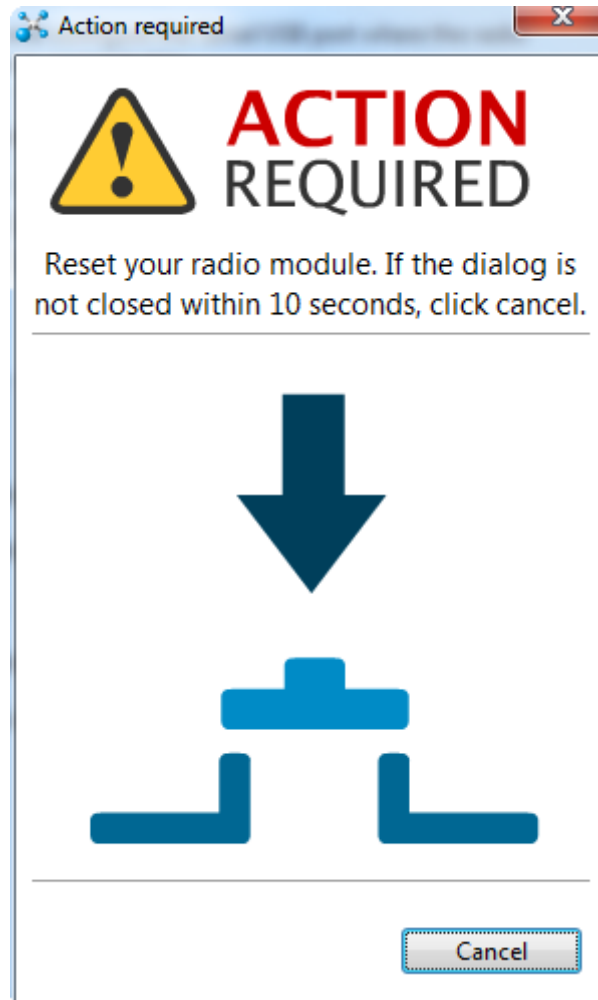 Action required
ACTION
REQUIRED
Reset your radio module. If the dialog is
not closed within 10 seconds, click cancel.
Cancel